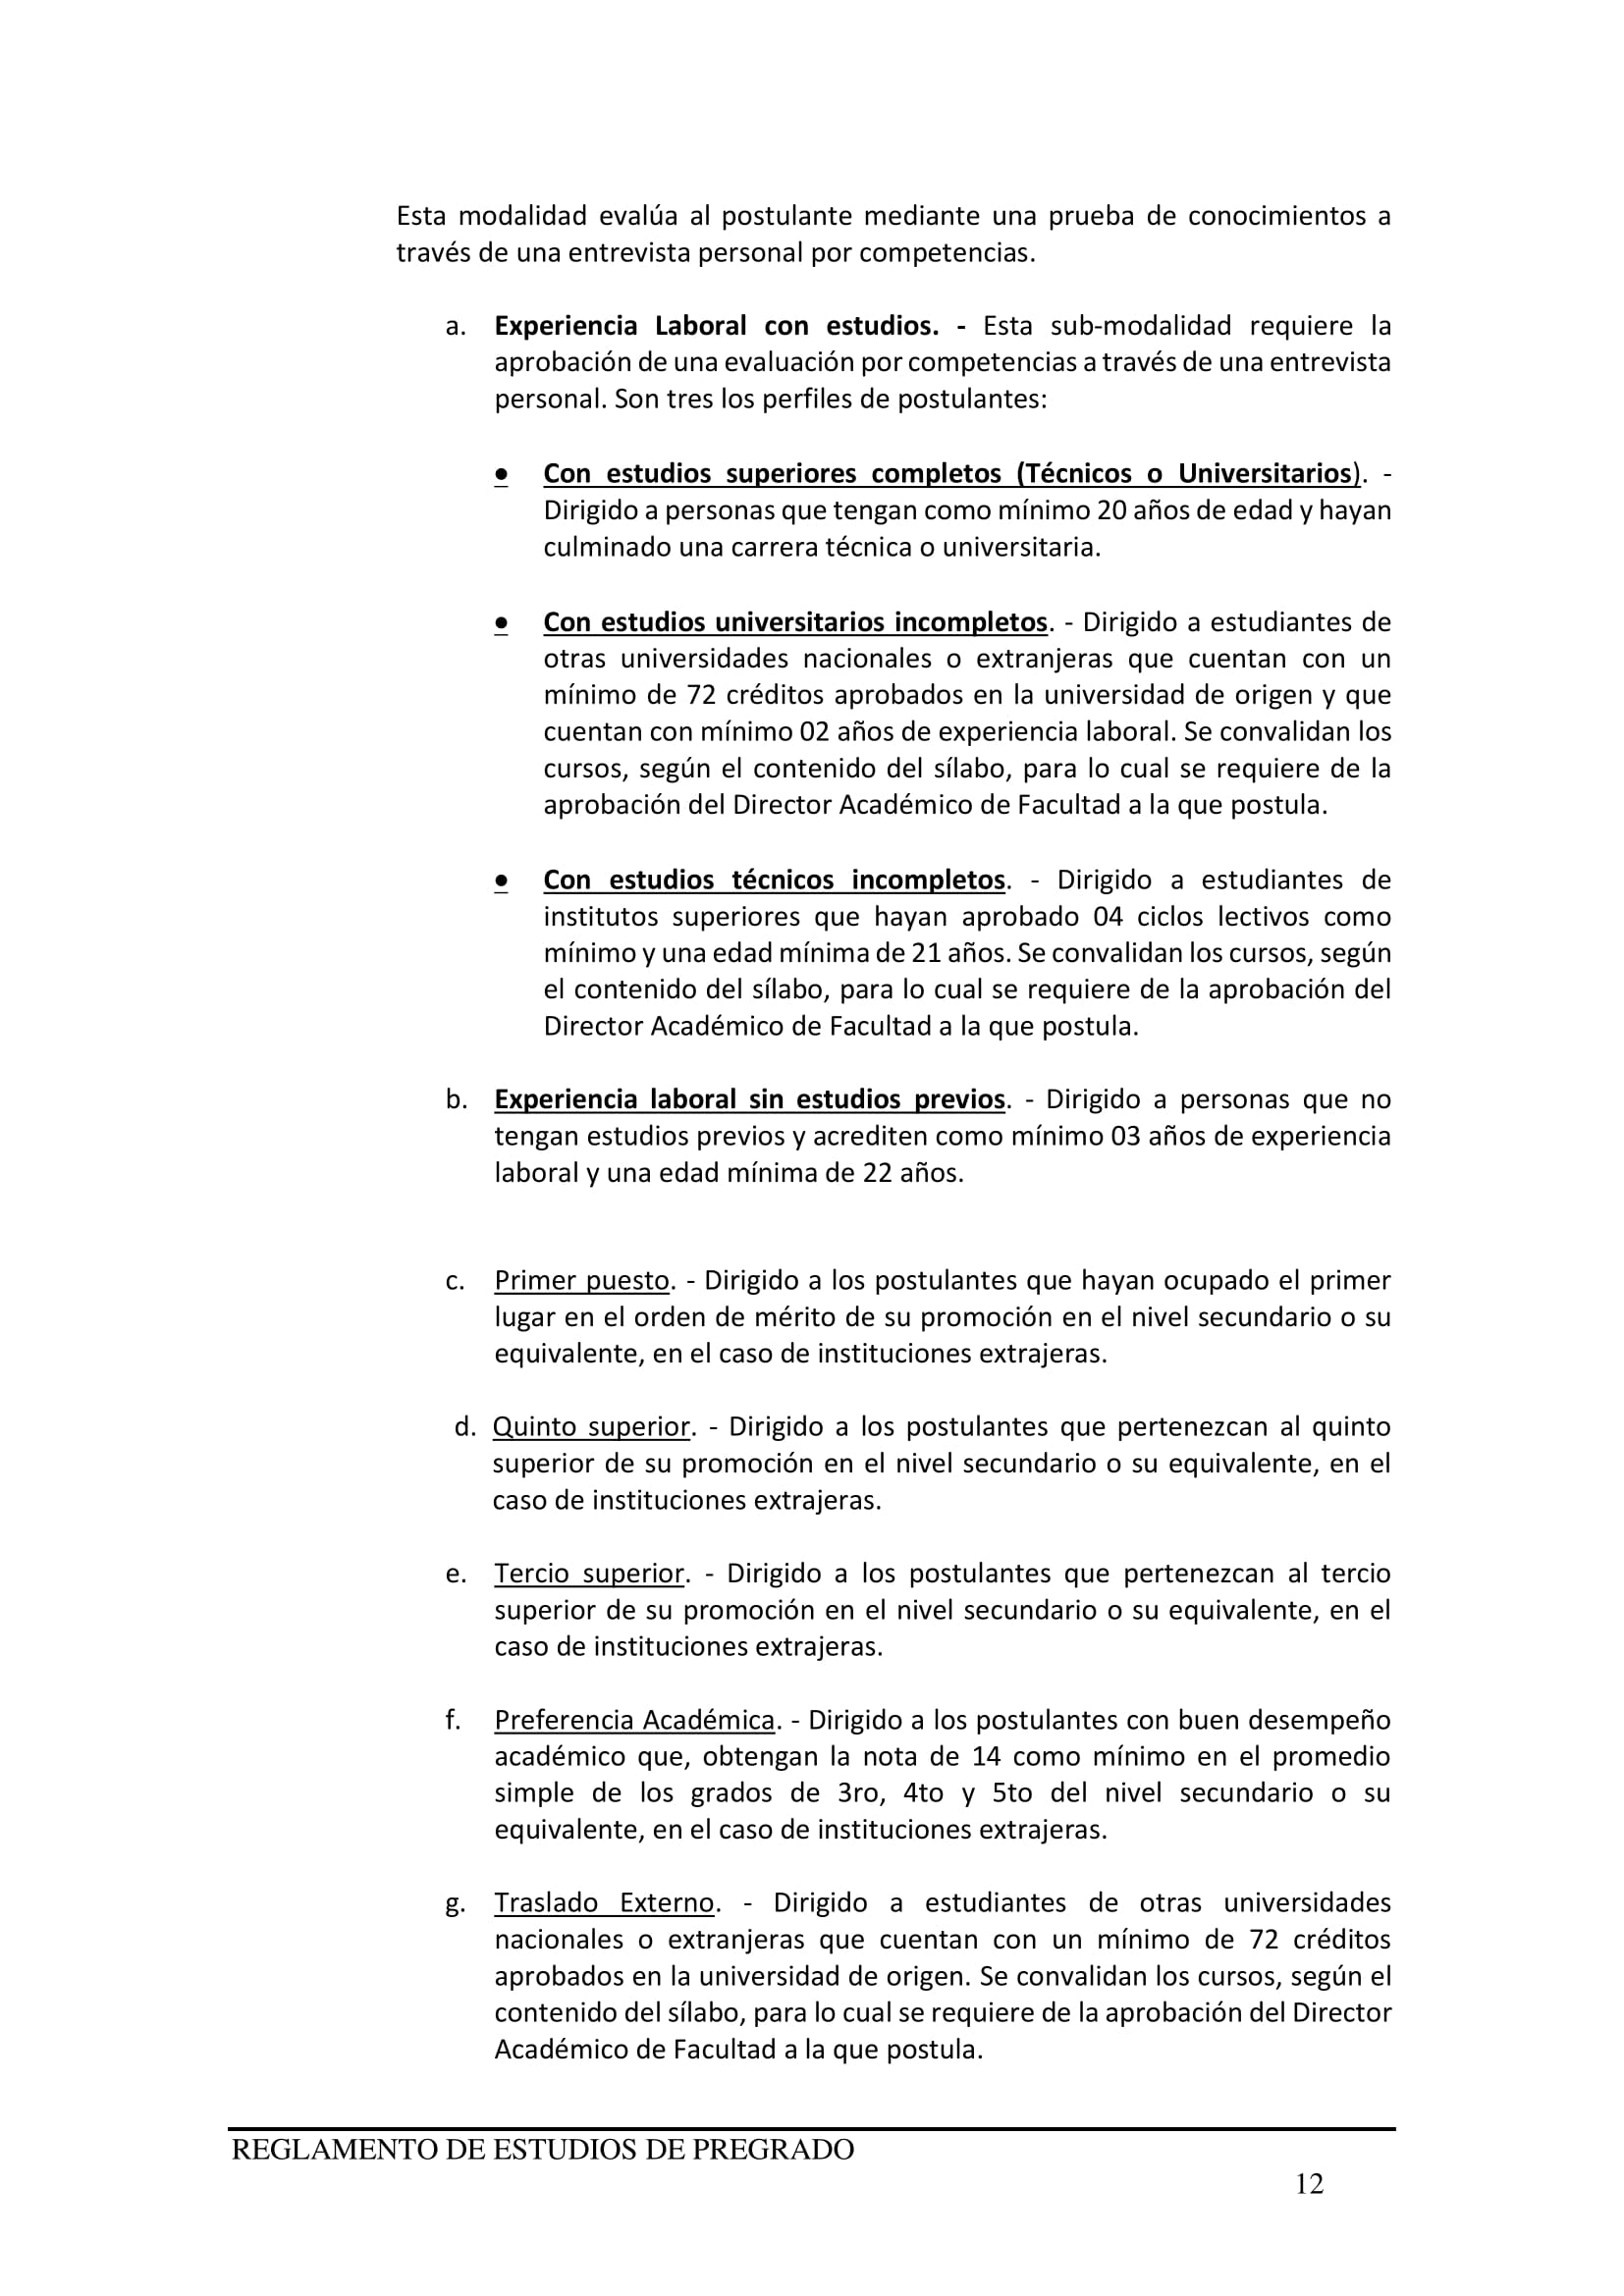 Esta modalidad evalúa al postulante mediante una prueba de conocimientos a
través de una entrevista personal por competencias.
a. Experiencia Laboral con estudios. - Esta sub-modalidad requiere la
aprobación de una evaluación por competencias a través de una entrevista
personal. Son tres los perfiles de postulantes:
• Con estudios superiores completos (Técnicos o Universitarios). -
Dirigido a personas que tengan como mínimo 20 años de edad y hayan
culminado una carrera técnica o universitaria.
• Con estudios universitarios incompletos. - Dirigido a estudiantes de
otras universidades nacionales o extranjeras que cuentan con un
mínimo de 72 créditos aprobados en la universidad de origen y que
cuentan con mínimo 02 años de experiencia laboral. Se convalidan los
cursos, según el contenido del sílabo, para lo cual se requiere de la
aprobación del Director Académico de Facultad a la que postula.
• Con estudios técnicos incompletos. - Dirigido a estudiantes de
institutos superiores que hayan aprobado 04 ciclos lectivos como
mínimo y una edad mínima de 21 años. Se convalidan los cursos, según
el contenido del sílabo, para lo cual se requiere de la aprobación del
Director Académico de Facultad a la que postula.
b. Experiencia laboral sin estudios previos. - Dirigido a personas que no
tengan estudios previos y acrediten como mínimo 03 años de experiencia
laboral y una edad mínima de 22 años.
c. Primer puesto. - Dirigido a los postulantes que hayan ocupado el primer
lugar en el orden de mérito de su promoción en el nivel secundario o su
equivalente, en el caso de instituciones extrajeras.
d. Quinto superior. - Dirigido a los postulantes que pertenezcan al quinto
superior de su promoción en el nivel secundario o su equivalente, en el
caso de instituciones extrajeras.
e. Tercio superior. - Dirigido a los postulantes que pertenezcan al tercio
superior de su promoción en el nivel secundario o su equivalente, en el
caso de instituciones extrajeras.
f. Preferencia Académica. - Dirigido a los postulantes con buen desempeño
académico que, obtengan la nota de 14 como mínimo en el promedio
simple de los grados de 3ro, 4to y 5to del nivel secundario o su
equivalente, en el caso de instituciones extrajeras.
g. Traslado Externo. - Dirigido a estudiantes de otras universidades
nacionales o extranjeras que cuentan con un mínimo de 72 créditos
aprobados en la universidad de origen. Se convalidan los cursos, según el
contenido del sílabo, para lo cual se requiere de la aprobación del Director
Académico de Facultad a la que postula.
REGLAMENTO DE ESTUDIOS DE PREGRADO
12